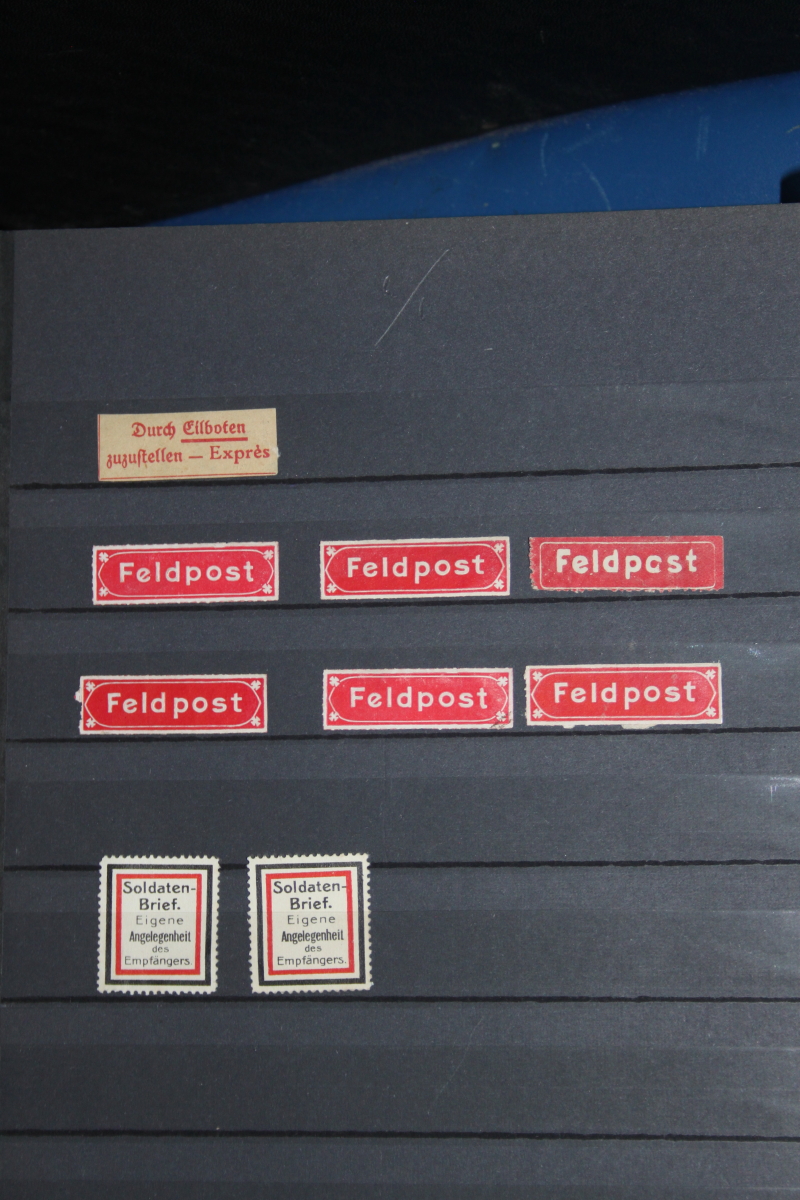 Durch Eilboten
zuzustellen — Exprès
Feldpost
Feldpost
Feldpost
Feldpost
Feldpost
Feldpost
Soldaten-
Brief.
Eigene
Angelegenheit
des
Empfängers.
Soldaten-
Brief.
Eigene
Angelegenheit
des
Empfängers.